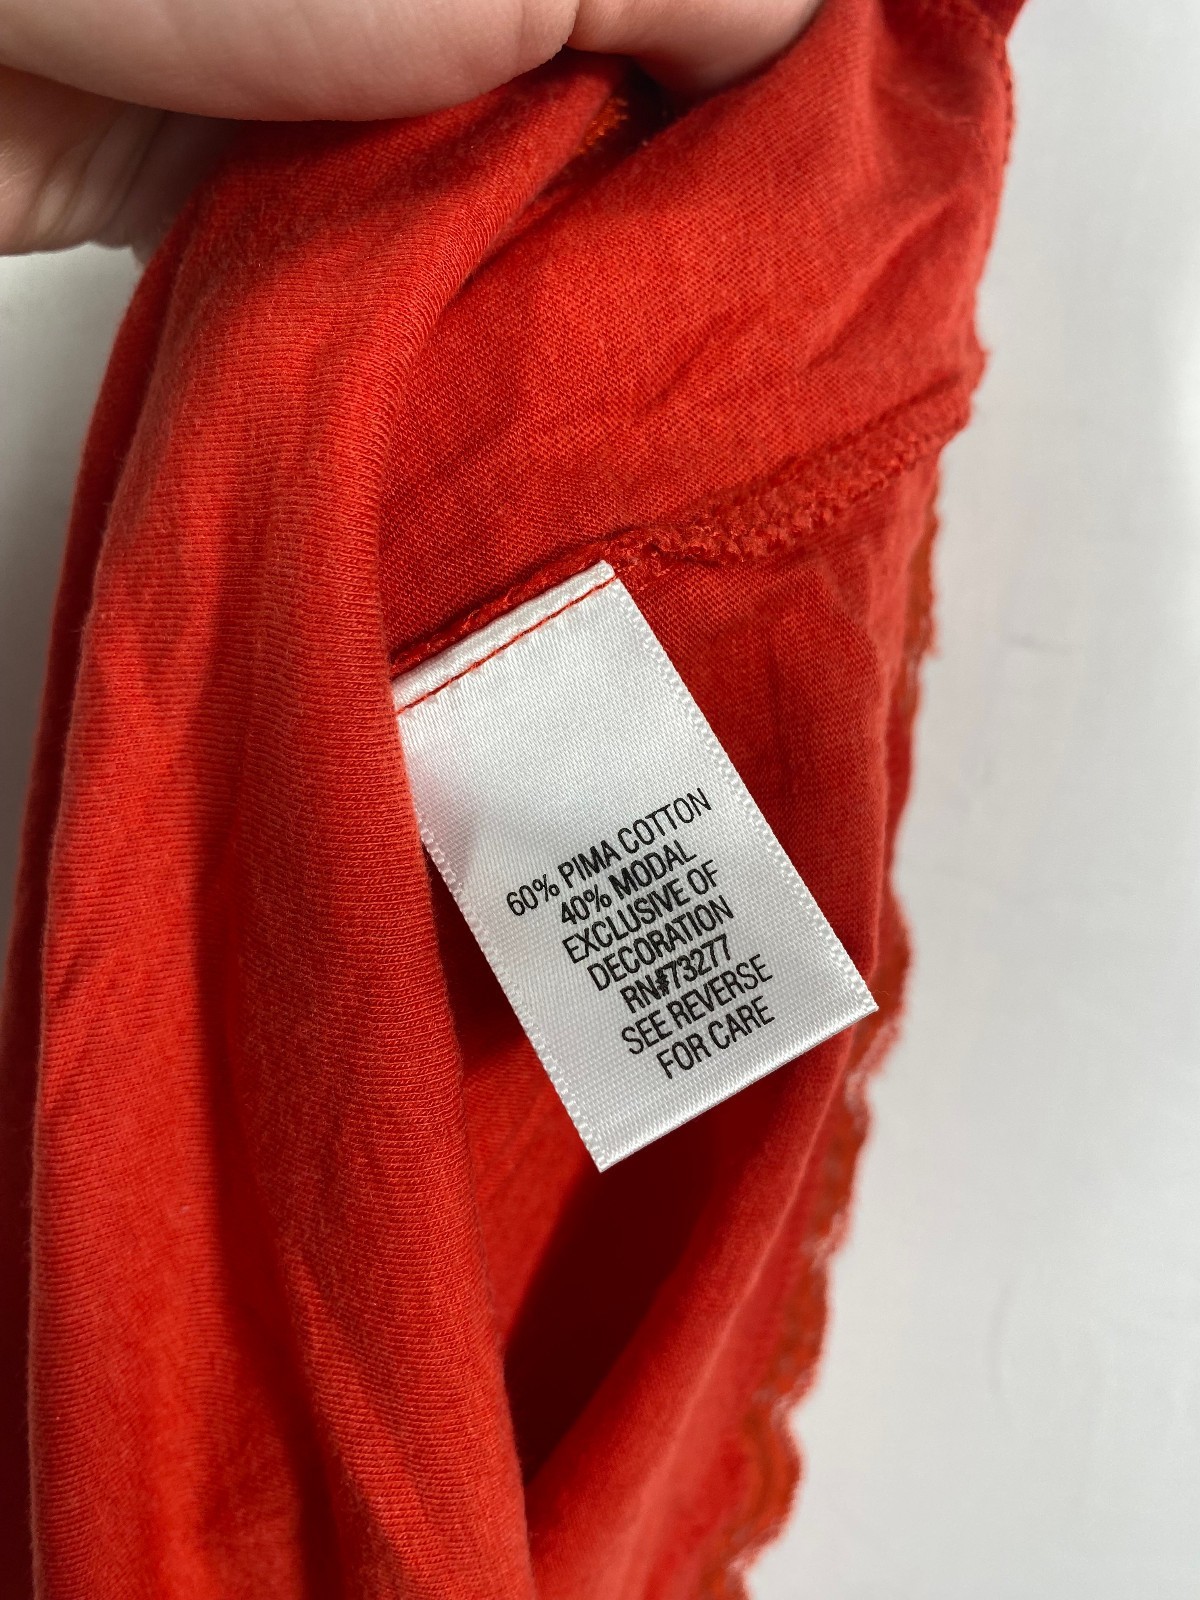 60% PIMA COTTON
40% MODAL
EXCLUSIVE OF
DECORATION
RN#73277
SEE REVERSE
FOR CARE